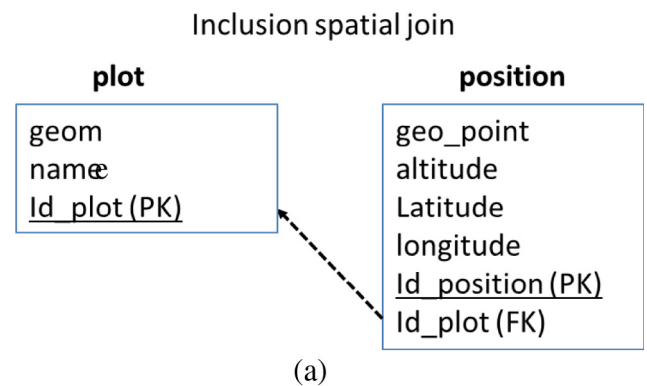 Inclusion spatial join
plot
geom
name
Id_plot (PK)
position
geo_point
altitude
Latitude
longitude
Id_position (PK)
Id_plot (FK)
(a)